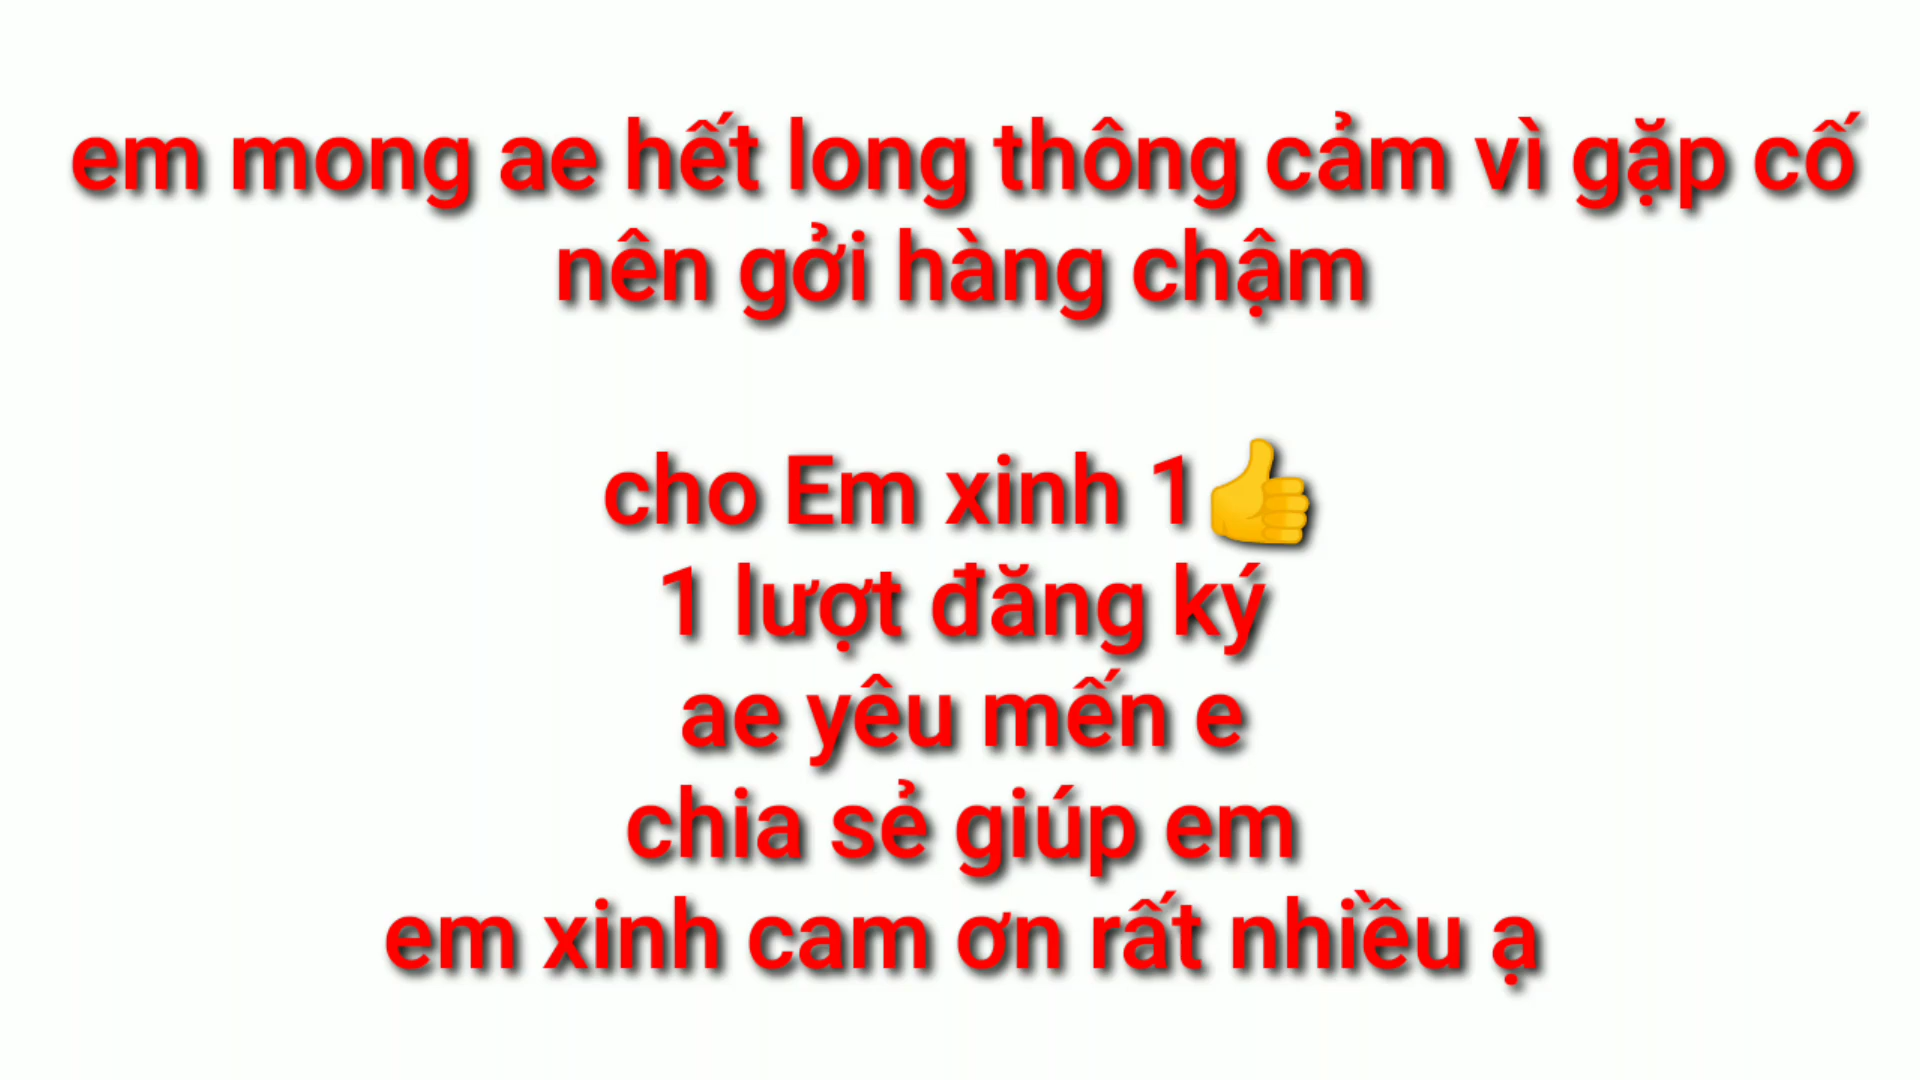 em mong ae hết long thông cảm vì gặp cố
nên gởi hàng chậm
cho Em xinh 1👍
1 lượt đăng ký
ae yêu mến e
chia sẻ giúp em
em xinh cam ơn rất nhiều ạ